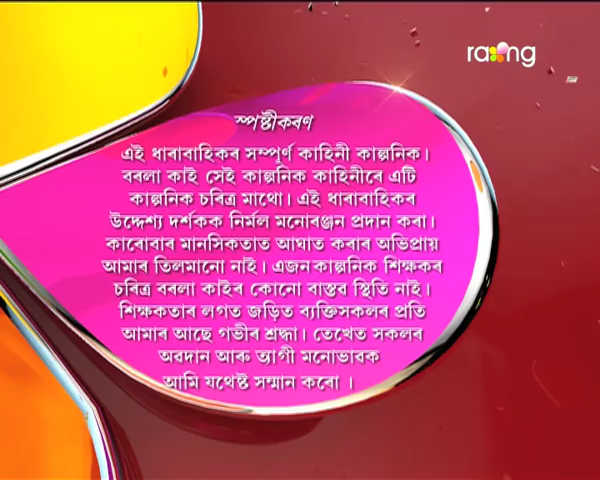 rang
স্পষ্টীকৰণ
এই ধাৰাবাহিকৰ সম্পূৰ্ণ কাহিনী কাল্পনিক।
বৰলা কাই সেই কাল্পনিক কাহিনীৰে এটি
কাল্পনিক চৰিত্ৰ মাথো। এই ধাৰাবাহিকৰ
উদ্দেশ্য দৰ্শকক নিৰ্মল মনোৰঞ্জন প্ৰদান কৰা।
কাৰোবাৰ মানসিকতাত আঘাত কৰাৰ অভিপ্ৰায়
আমাৰ তিলমানো নাই। এজন কাল্পনিক শিক্ষকৰ
চৰিত্ৰ বৰলা কাইৰ কোনো বাস্তৱ স্থিতি নাই।
শিক্ষকতাৰ লগত জড়িত ব্যক্তিসকলৰ প্ৰতি
আমাৰ আছে গভীৰ শ্ৰদ্ধা। তেখেত সকলৰ
অৱদান আৰু ত্যাগী মনোভাৱক
আমি যথেষ্ট সন্মান কৰো ।